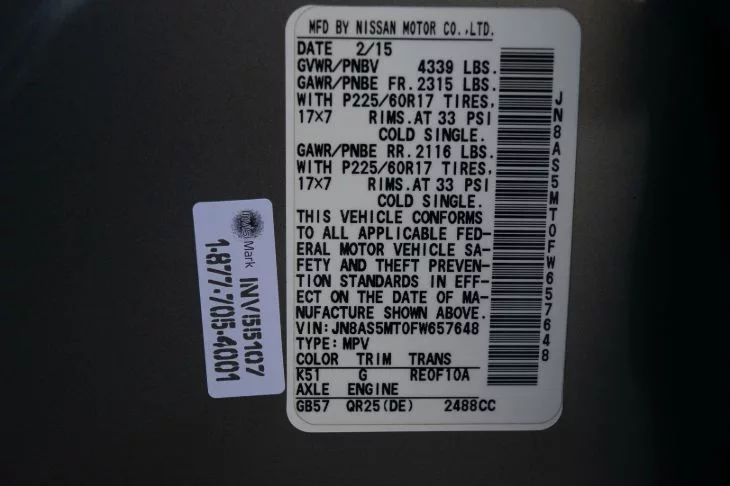 MFD BY NISSAN MOTOR CO.,LTD.
DATE 2/15
GVWR/PNBV 4339 LBS.
GAWR/PNBE FR. 2315 LBS.
WITH P225/60R17 TIRES,
17×7 RIMS. AT 33 PSI
COLD SINGLE.
GAWR/PNBE RR. 2116 LBS.
WITH P225/60R17 TIRES,
17×7 RIMS. AT 33 PSI
COLD SINGLE.
THIS VEHICLE CONFORMS
TO ALL APPLICABLE FED-
ERAL MOTOR VEHICLE SA-
FETY AND THEFT PREVEN-
TION STANDARDS IN EFF-
ECT ON THE DATE OF MA-
NUFACTURE SHOWN ABOVE.
VIN: JN8AS5MT0FW657648
TYPE: MPV
COLOR TRIM TRANS
K51 G RE0F10A
AXLE ENGINE
GB57 QR25(DE) 2488CC
JN8AS5MT0FW657648
Mark
INV15I5107
1-877-705-4001